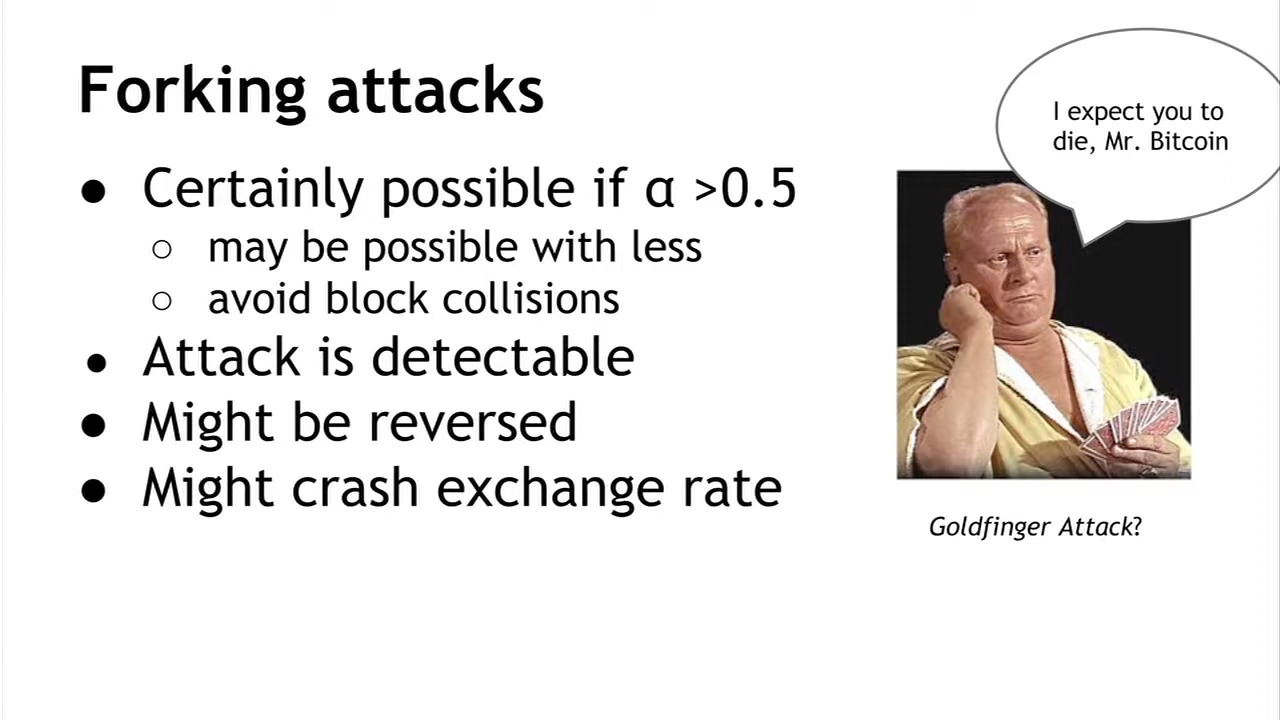 Forking attacks
I expect you to
die, Mr. Bitcoin
● Certainly possible if α >0.5
○ may be possible with less
○ avoid block collisions
● Attack is detectable
● Might be reversed
● Might crash exchange rate
Goldfinger Attack?